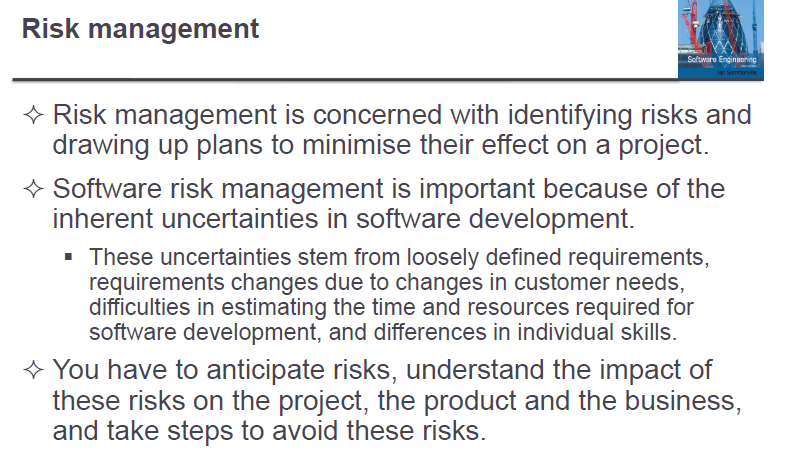 Risk management
Software Engineering
Ian Sommerville
✧ Risk management is concerned with identifying risks and
drawing up plans to minimise their effect on a project.
✧ Software risk management is important because of the
inherent uncertainties in software development.
▪ These uncertainties stem from loosely defined requirements,
requirements changes due to changes in customer needs,
difficulties in estimating the time and resources required for
software development, and differences in individual skills.
✧ You have to anticipate risks, understand the impact of
these risks on the project, the product and the business,
and take steps to avoid these risks.